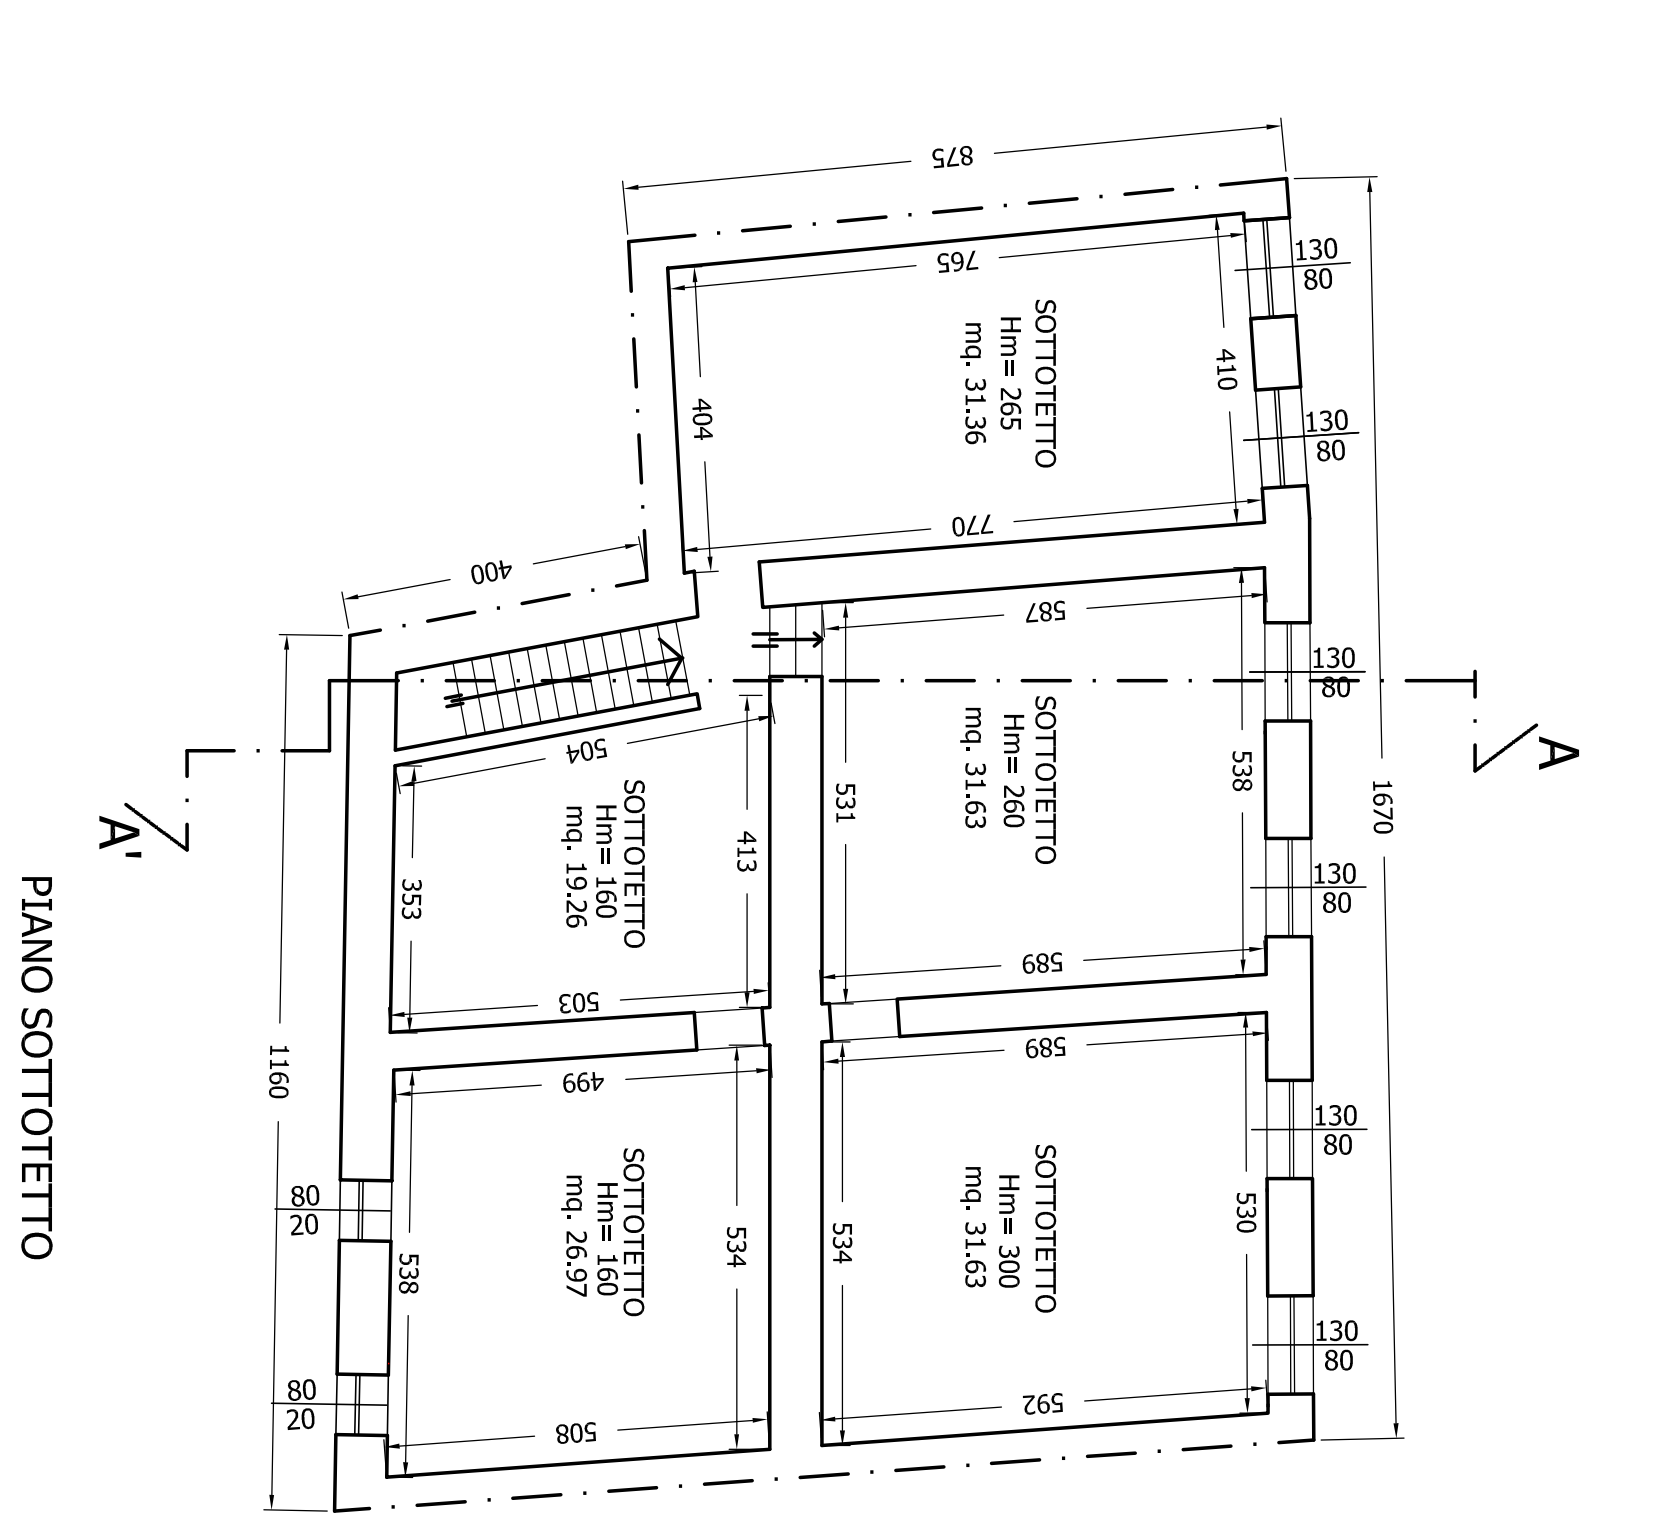 875
765
130
80
SOTTOTETTO
Hm= 265
mq. 31.36
410
404
130
80
770
400
587
130
80
A
504
SOTTOTETTO
Hm= 160
mq. 19.26
413
531
SOTTOTETTO
Hm= 260
mq. 31.63
538
1670
A'
353
130
80
589
503
1160
499
589
130
80
SOTTOTETTO
Hm= 160
mq. 26.97
534
534
SOTTOTETTO
Hm= 300
mq. 31.63
530
80
20
538
130
80
80
20
508
592
PIANO SOTTOTETTO